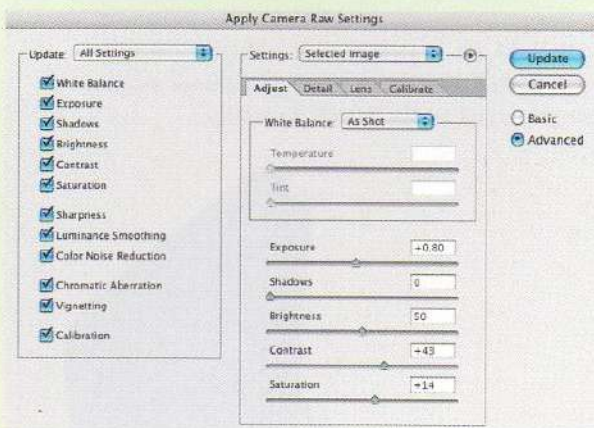 Apply Camera Raw Settings
Update: All Settings
White Balance
Exposure
Shadows
Brightness
Contrast
Saturation
Sharpness
Luminance Smoothing
Color Noise Reduction
Chromatic Aberration
Vignetting
Calibration
Settings: Selected Image
Adjust Detail Lens Calibrate
White Balance: As Shot
Temperature
Tint
Exposure +0.80
Shadows 0
Brightness 50
Contrast +43
Saturation +14
Update
Cancel
Basic
Advanced